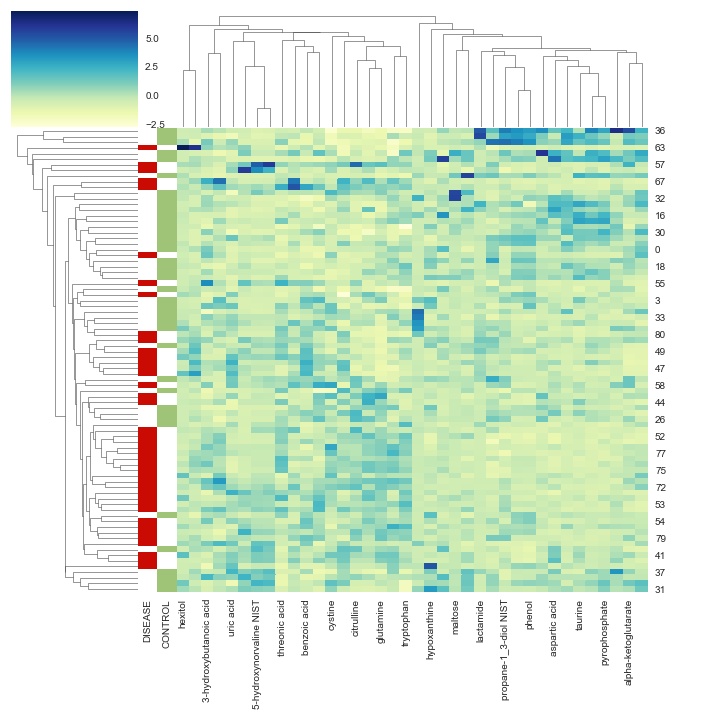 5.0
2.5
0.0
−2.5
36
63
57
67
32
16
30
0
18
55
3
33
80
49
47
58
44
26
52
77
75
72
53
54
79
41
37
31
DISEASE
CONTROL
hexitol
3-hydroxybutanoic acid
uric acid
5-hydroxynorvaline NIST
threonic acid
benzoic acid
cystine
citrulline
glutamine
tryptophan
hypoxanthine
maltose
lactamide
propane-1_3-diol NIST
phenol
aspartic acid
taurine
pyrophosphate
alpha-ketoglutarate